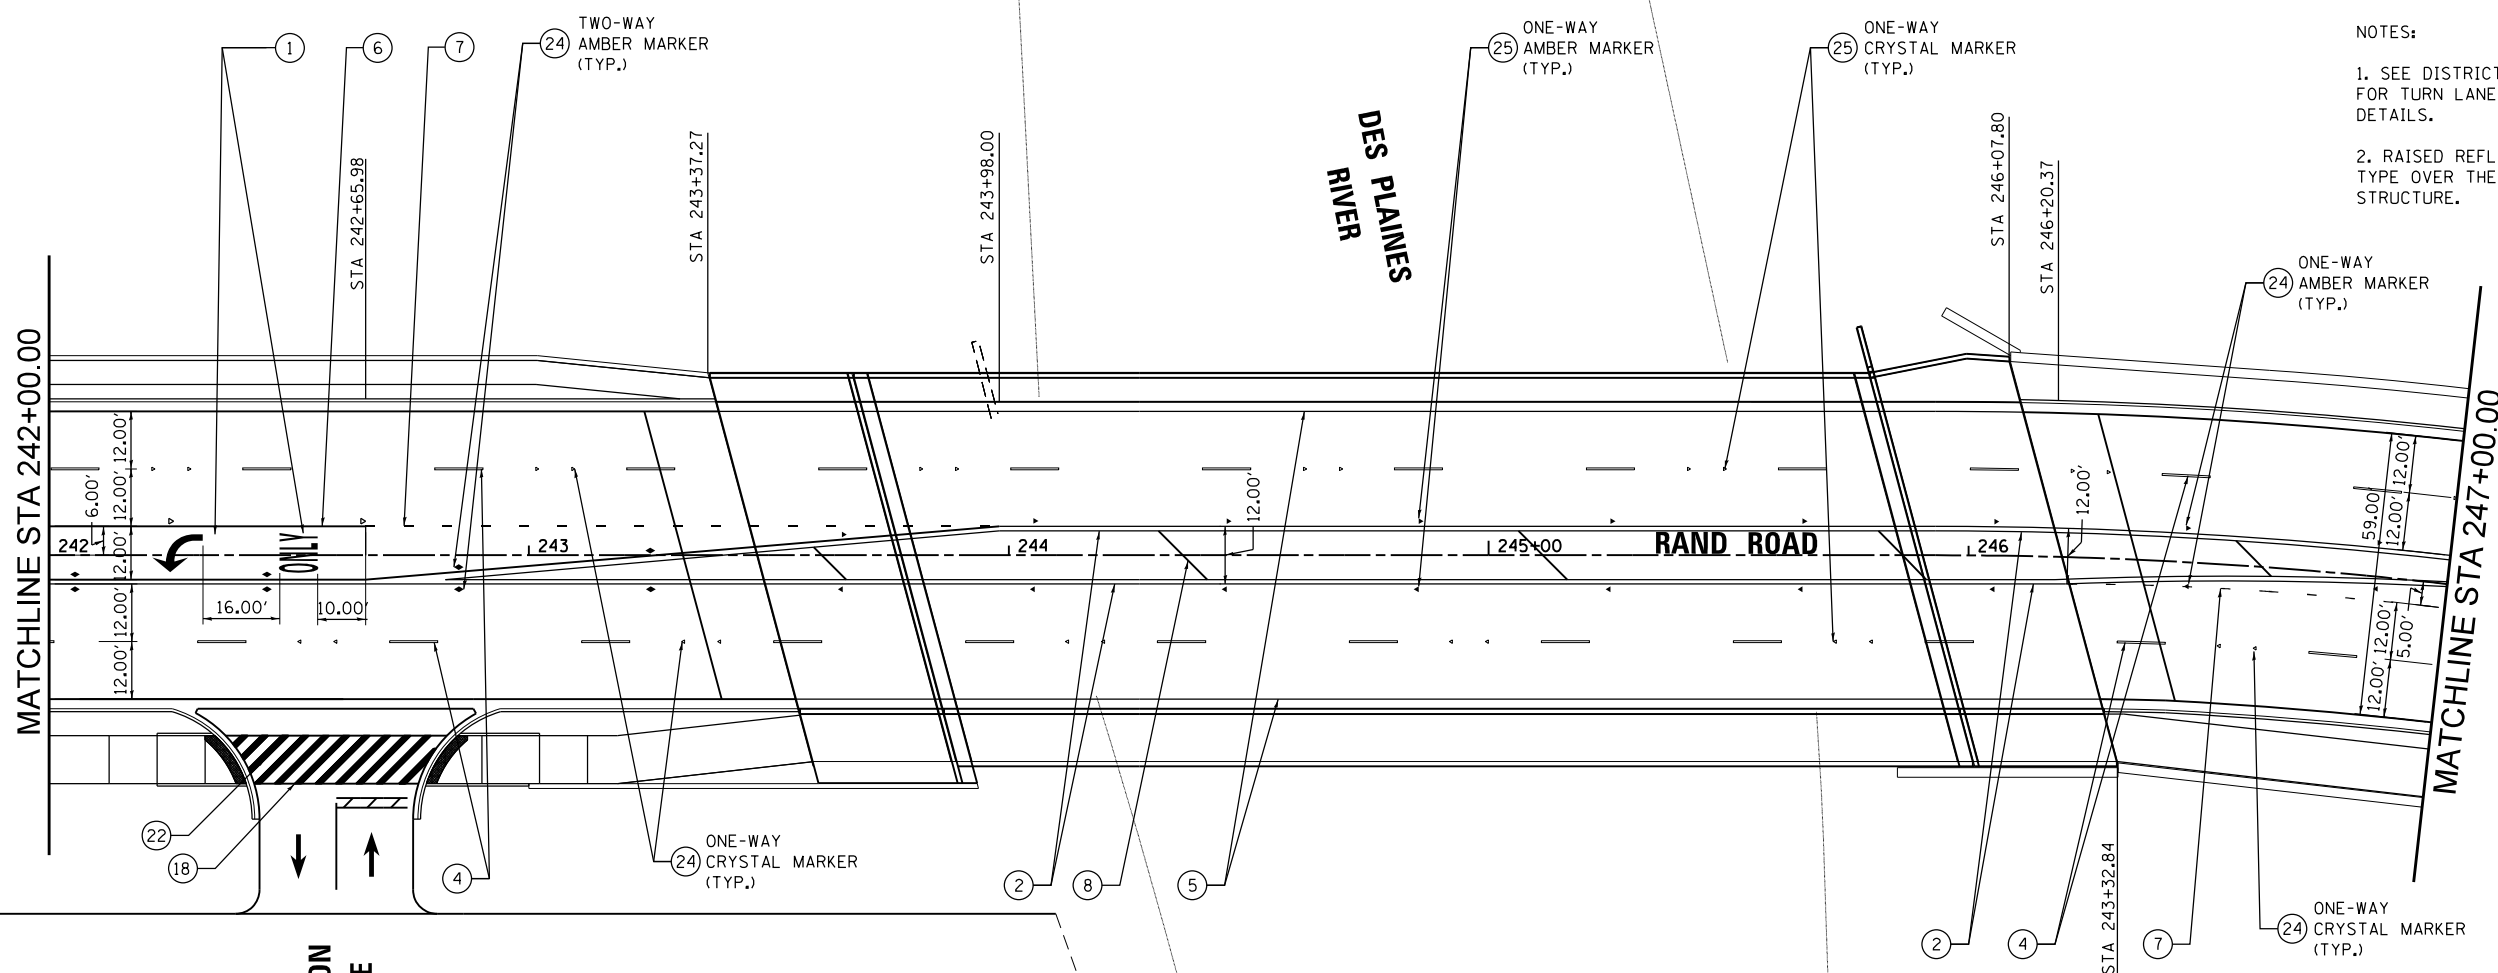 1
6
7
24
TWO-WAY
AMBER MARKER
(TYP.)
25
ONE-WAY
AMBER MARKER
(TYP.)
25
ONE-WAY
CRYSTAL MARKER
(TYP.)
NOTES:
1. SEE DISTRICT
FOR TURN LANE
DETAILS.
2. RAISED REFL
TYPE OVER THE
STRUCTURE.
STA 242+65.98
STA 243+37.27
STA 243+98.00
DES PLAINES
RIVER
STA 246+07.80
STA 246+20.37
24
ONE-WAY
AMBER MARKER
(TYP.)
MATCHLINE STA 242+00.00
12.00'
12.00'
6.00'
12.00'
12.00'
12.00'
242
ONLY
243
244
245+00
RAND ROAD
246
12.00'
12.00'
16.00'
10.00'
59.00'
12.00'
12.00'
12.00'
12.00'
5.00'
MATCHLINE STA 247+00.00
22
18
4
24
ONE-WAY
CRYSTAL MARKER
(TYP.)
2
8
5
2
4
STA 243+32.84
7
24
ONE-WAY
CRYSTAL MARKER
(TYP.)
ON
E